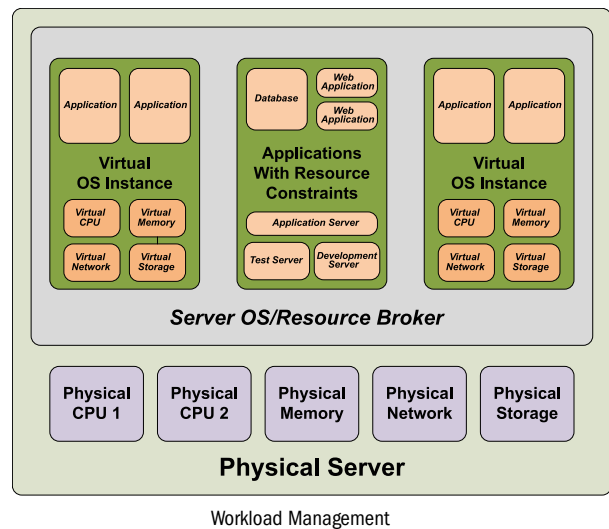 Application
Application
Virtual
OS Instance
Virtual
CPU
Virtual
Memory
Virtual
Network
Virtual
Storage
Database
Web
Application
Web
Application
Applications
With Resource
Constraints
Application Server
Test Server
Development
Server
Application
Application
Virtual
OS Instance
Virtual
CPU
Virtual
Memory
Virtual
Network
Virtual
Storage
Server OS/Resource Broker
Physical
CPU 1
Physical
CPU 2
Physical
Memory
Physical
Network
Physical
Storage
Physical Server
Workload Management